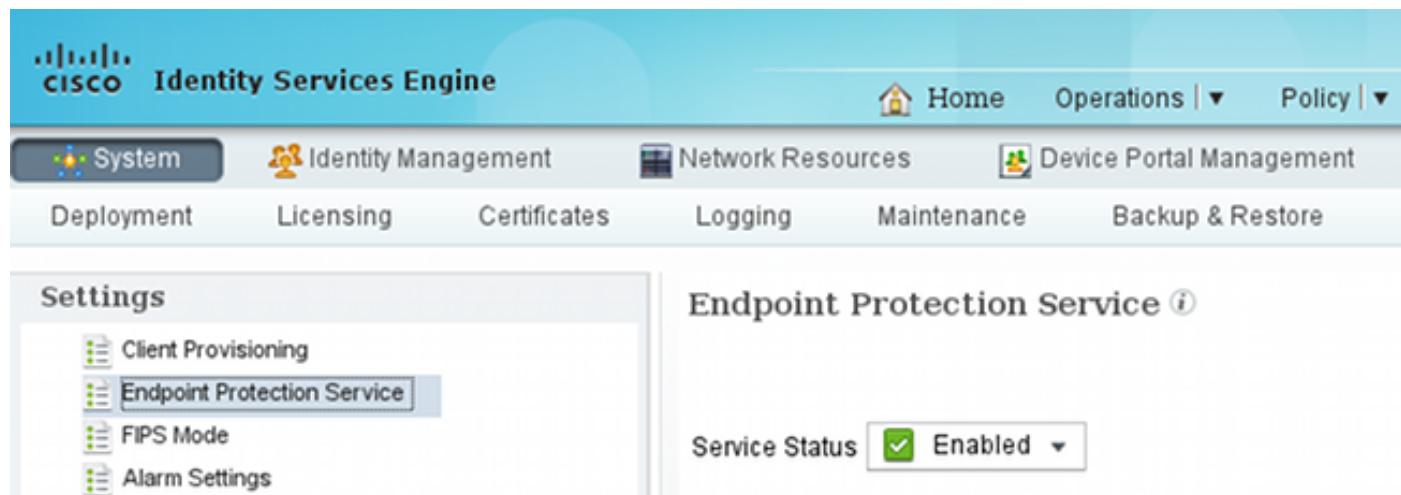 CISCO Identity Services Engine
Home Operations Policy
System Identity Management Network Resources Device Portal Management
Deployment Licensing Certificates Logging Maintenance Backup & Restore
Settings
Client Provisioning
Endpoint Protection Service
FIPS Mode
Alarm Settings
Endpoint Protection Service i
Service Status Enabled